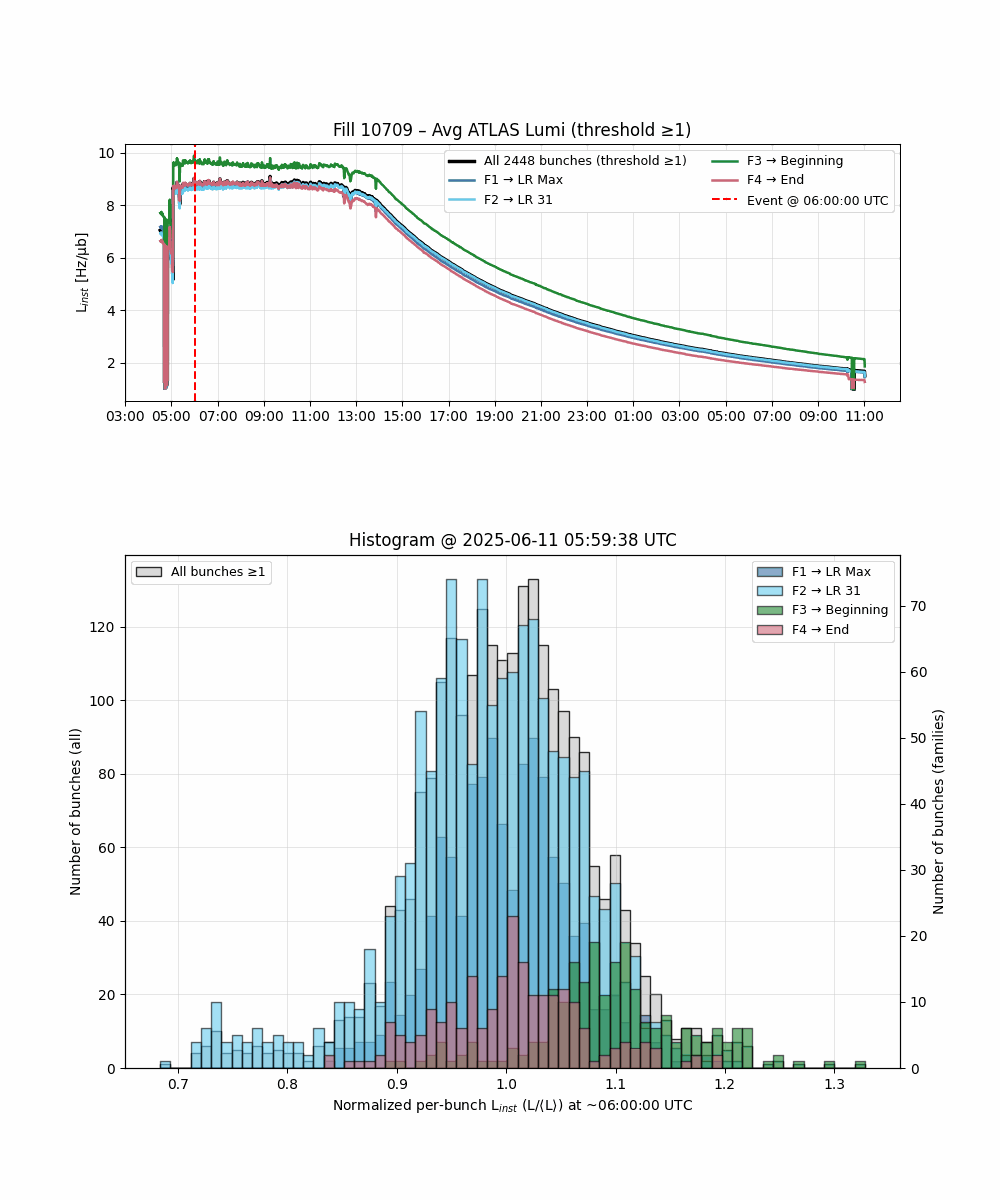 Fill 10709 – Avg ATLAS Lumi (threshold ≥1)
L_inst [Hz/μb]
10
8
6
4
2
All 2448 bunches (threshold ≥1)
F1 → LR Max
F2 → LR 31
F3 → Beginning
F4 → End
Event @ 06:00:00 UTC
03:00 05:00 07:00 09:00 11:00 13:00 15:00 17:00 19:00 21:00 23:00 01:00 03:00 05:00 07:00 09:00 11:00
Histogram @ 2025-06-11 05:59:38 UTC
All bunches ≥1
F1 → LR Max
F2 → LR 31
F3 → Beginning
F4 → End
Number of bunches (all)
120
100
80
60
40
20
0
Number of bunches (families)
70
60
50
40
30
20
10
0
0.7 0.8 0.9 1.0 1.1 1.2 1.3
Normalized per-bunch L_inst (L/⟨L⟩) at ~06:00:00 UTC